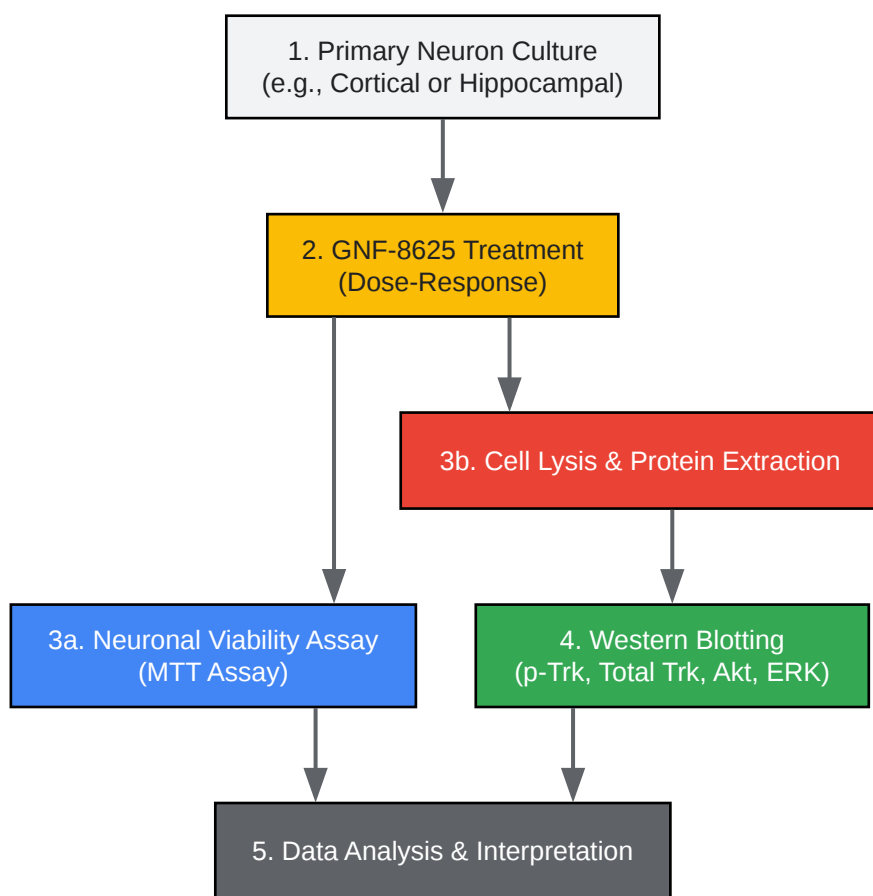 1. Primary Neuron Culture
(e.g., Cortical or Hippocampal)
2. GNF-8625 Treatment
(Dose-Response)
3b. Cell Lysis & Protein Extraction
3a. Neuronal Viability Assay
(MTT Assay)
4. Western Blotting
(p-Trk, Total Trk, Akt, ERK)
5. Data Analysis & Interpretation